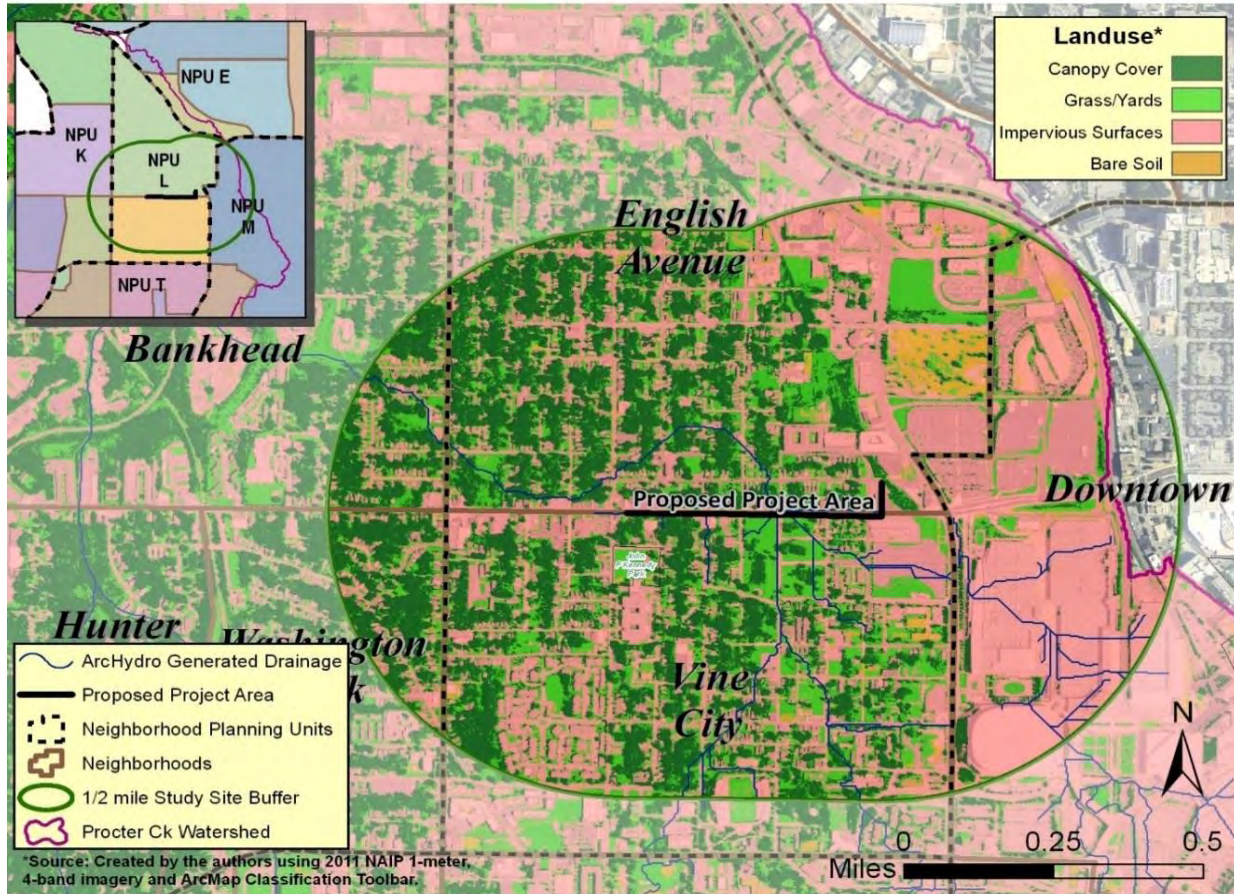 NPU E
NPU
K
NPU
L
NPU
M
NPU T
Landuse*
Canopy Cover
Grass/Yards
Impervious Surfaces
Bare Soil
English
Avenue
Bankhead
Proposed Project Area
Downtown
John
F Kennedy
Park
Hunter
Washington
k
Vine
City
ArcHydro Generated Drainage
Proposed Project Area
Neighborhood Planning Units
Neighborhoods
1/2 mile Study Site Buffer
Procter Ck Watershed
*Source: Created by the authors using 2011 NAIP 1-meter,
4-band imagery and ArcMap Classification Toolbar.
N
0 0.25 0.5
Miles